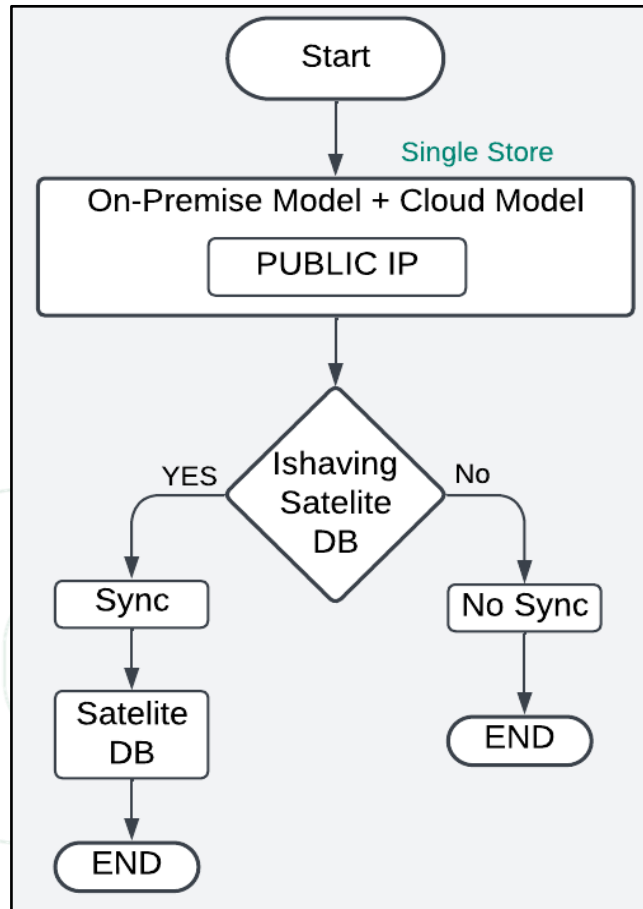 Start
Single Store
On-Premise Model + Cloud Model
PUBLIC IP
Ishaving
Satelite
DB
YES
No
Sync
No Sync
Satelite
DB
END
END